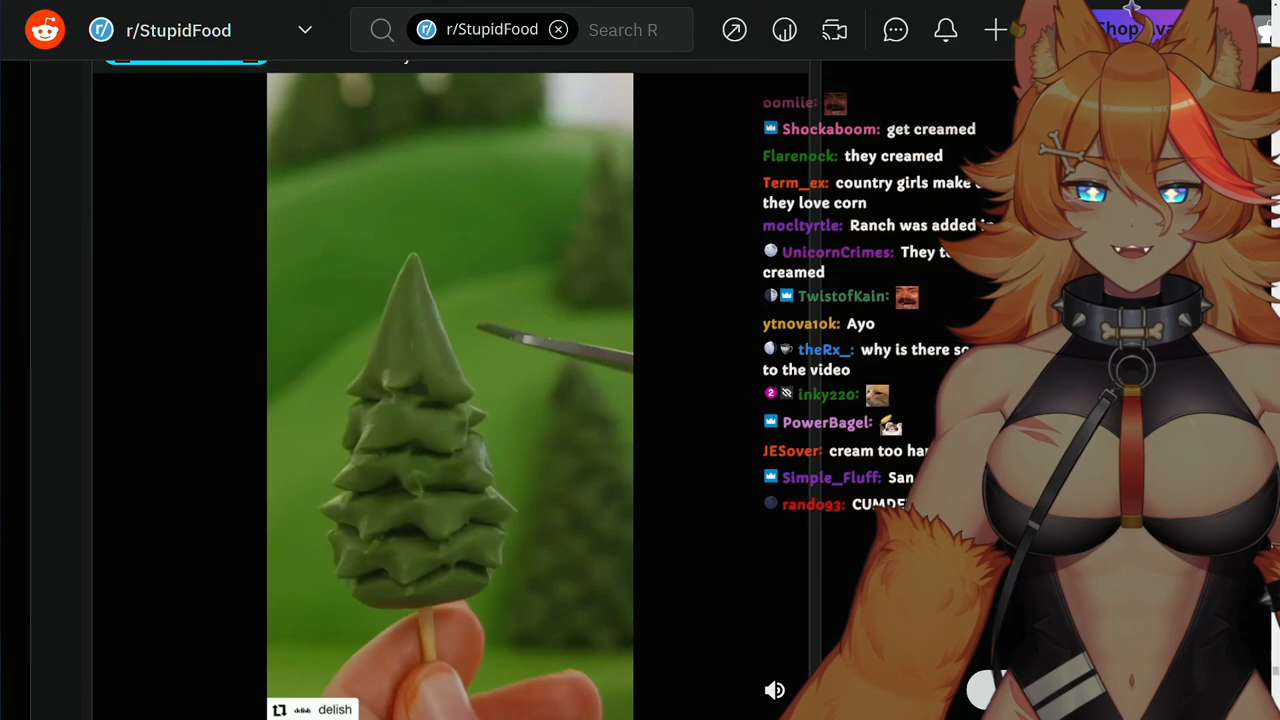 r/StupidFood
r/StupidFood
Search R
Shop
oomiie:
Shockaboom: get creamed
Flarenock: they creamed
Term_ex: country girls make
they love corn
mocltyrtle: Ranch was added
UnicornCrimes: They
creamed
TwistofKain:
ytnova1ok: Ayo
theRx_: why is there
to the video
2 inky220:
PowerBagel:
JESover: cream too
Simple_Fluff:
rando93:
delish delish